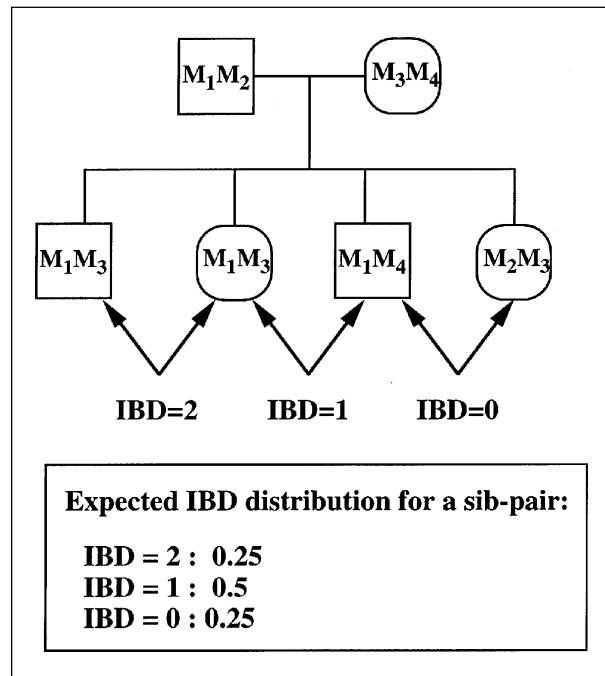 M₁M₂ M₃M₄
M₁M₃ M₁M₃ M₁M₄ M₂M₃
IBD=2 IBD=1 IBD=0
Expected IBD distribution for a sib-pair:
IBD = 2 : 0.25
IBD = 1 : 0.5
IBD = 0 : 0.25